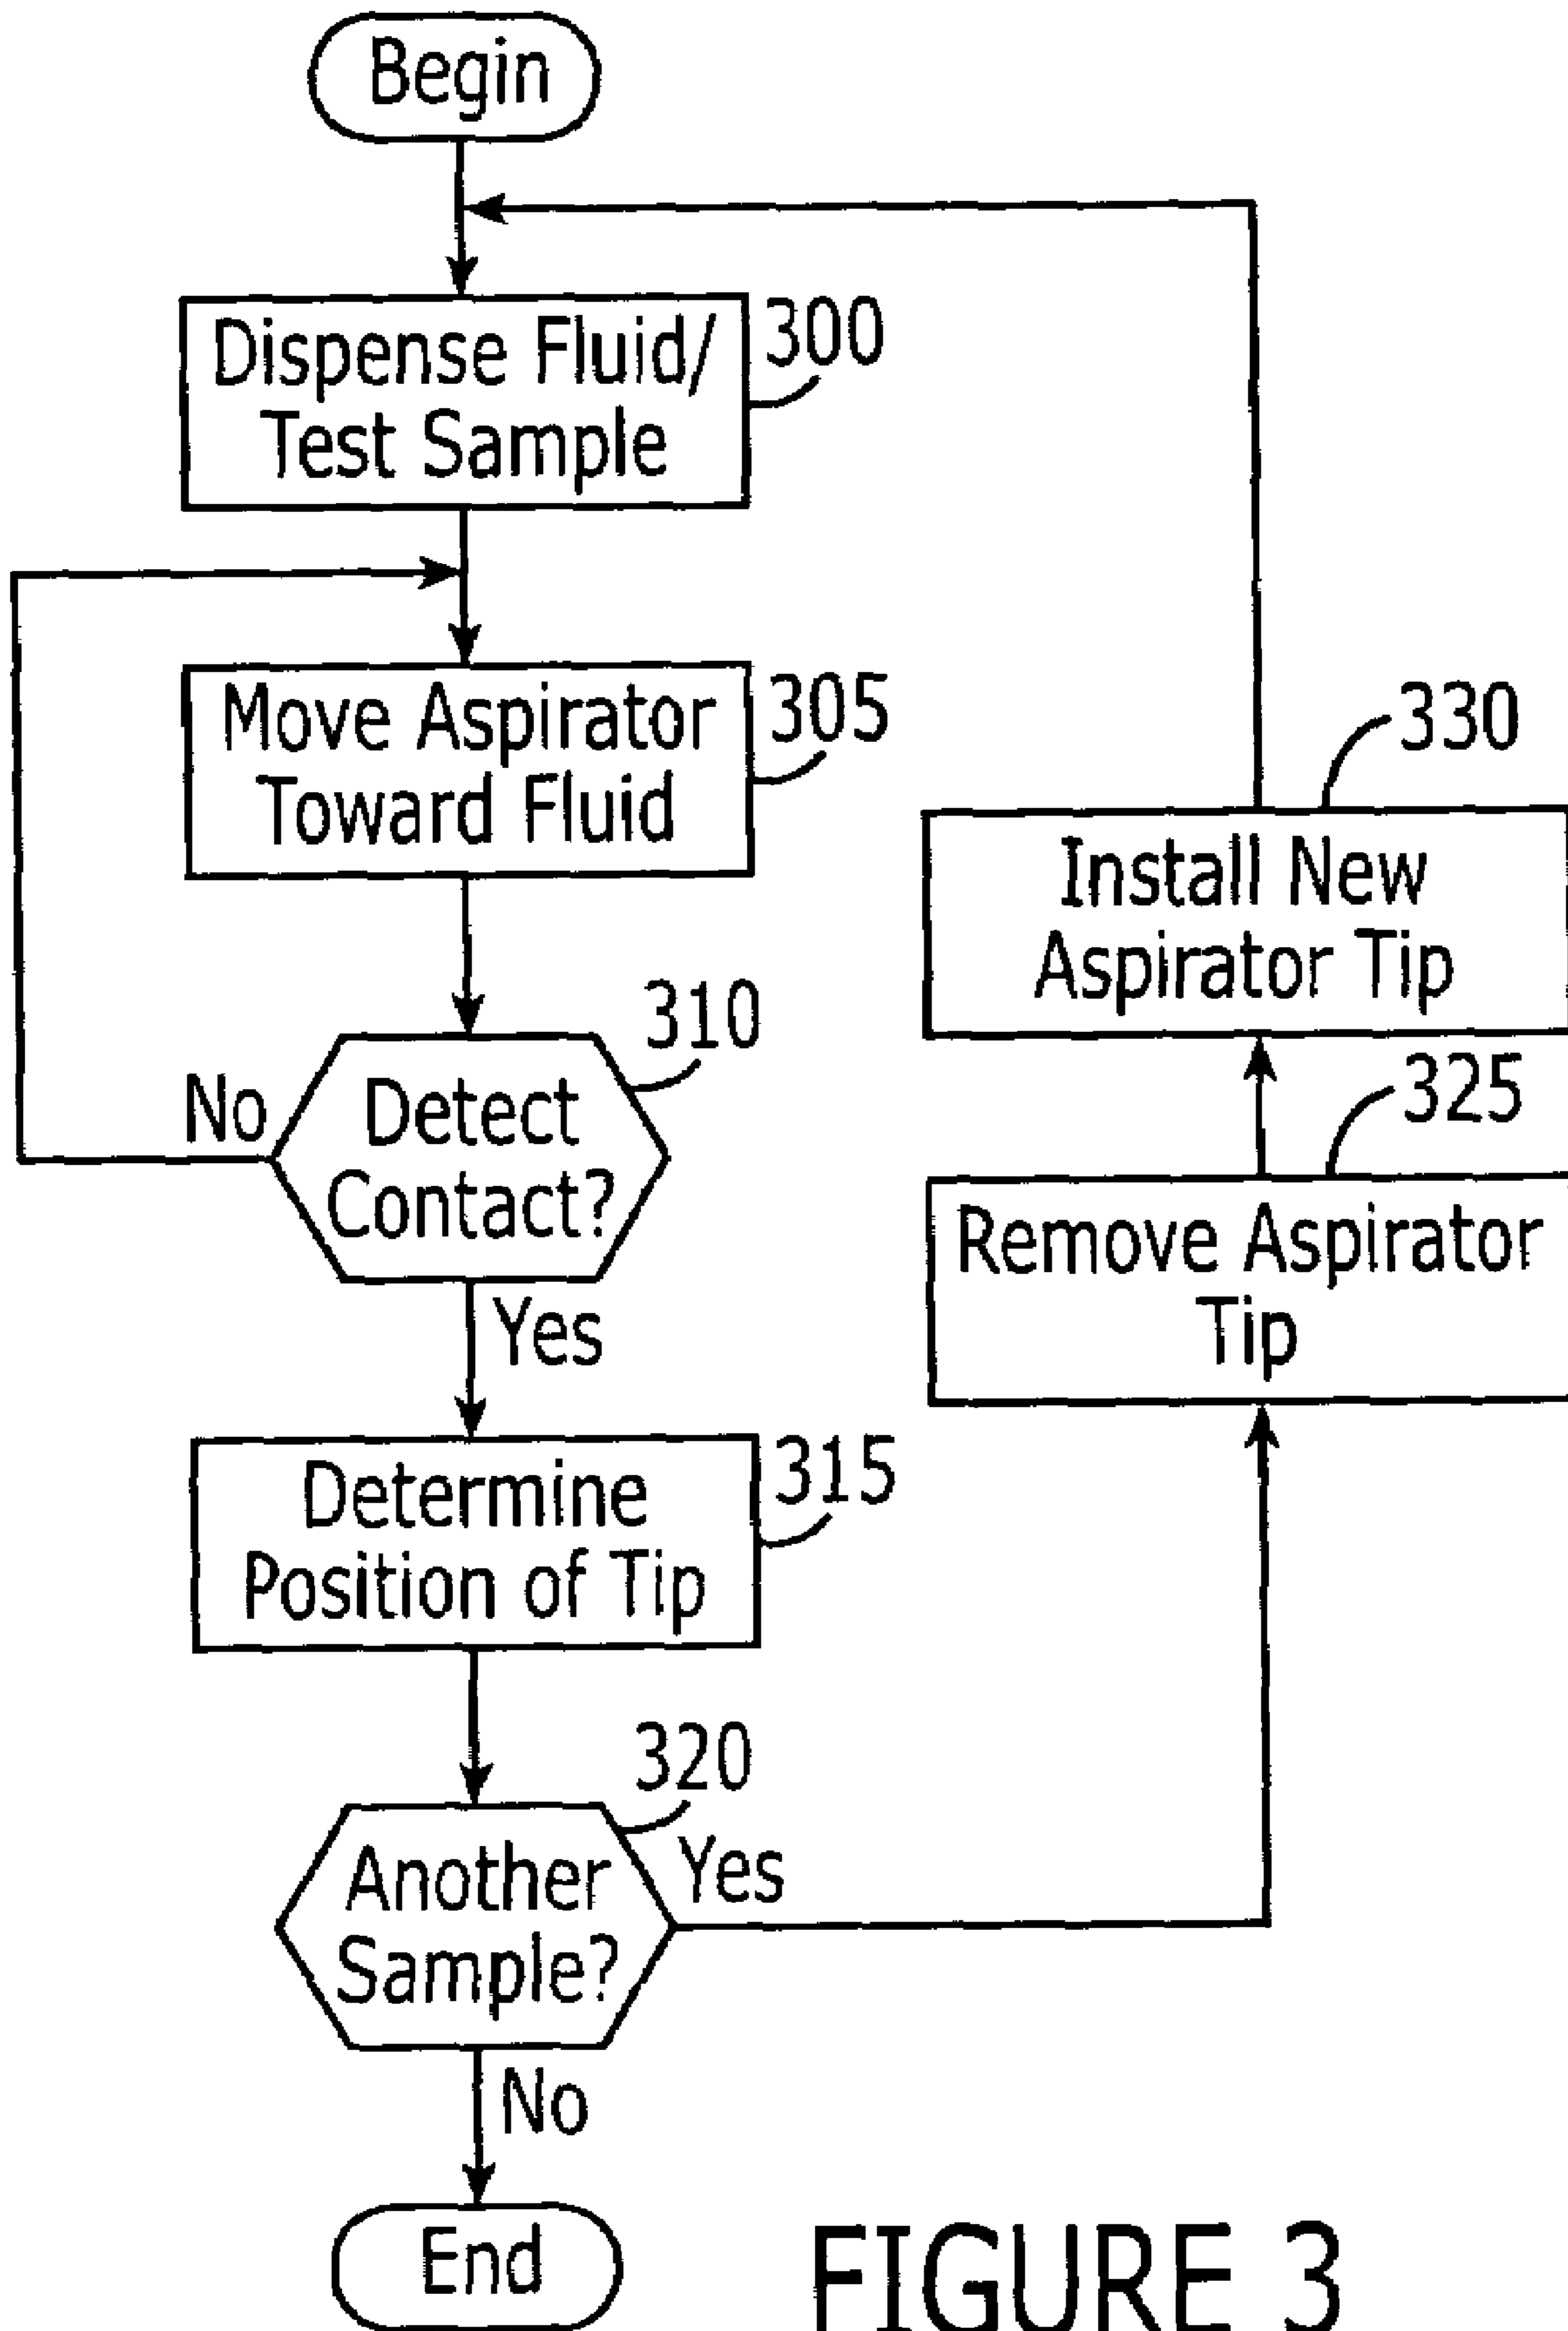 Begin
Dispense Fluid/
Test Sample
300
Move Aspirator
Toward Fluid
305
310
Detect
Contact?
No
Yes
Determine
Position of Tip
315
320
Another
Sample?
Yes
No
End
330
Install New
Aspirator Tip
325
Remove Aspirator
Tip
FIGURE 3